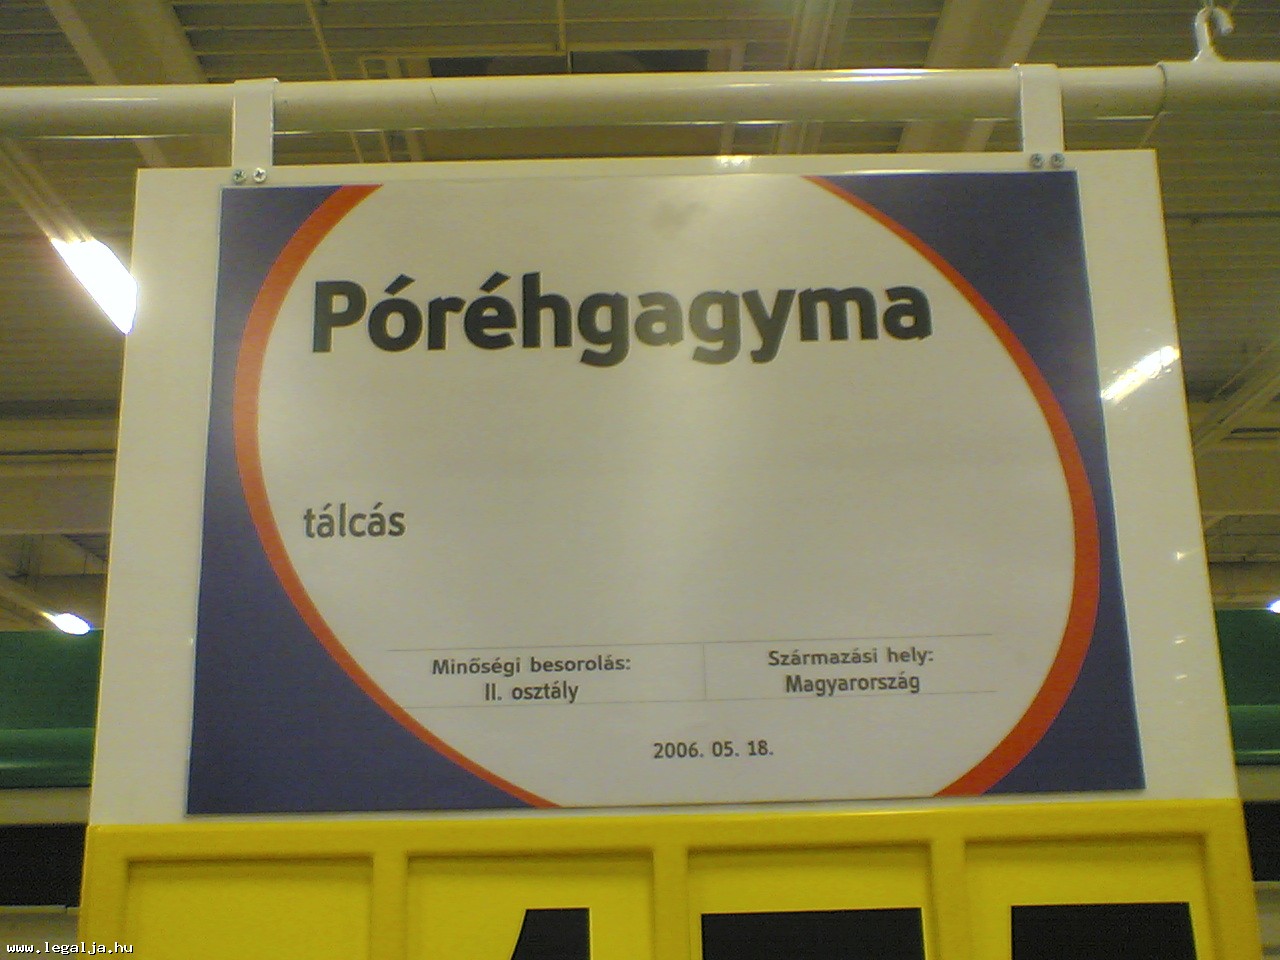 Póréhgagyma
tálcás
Minőségi besorolás:
II. osztály
Származási hely:
Magyarország
2006. 05. 18.
www.legalja.hu